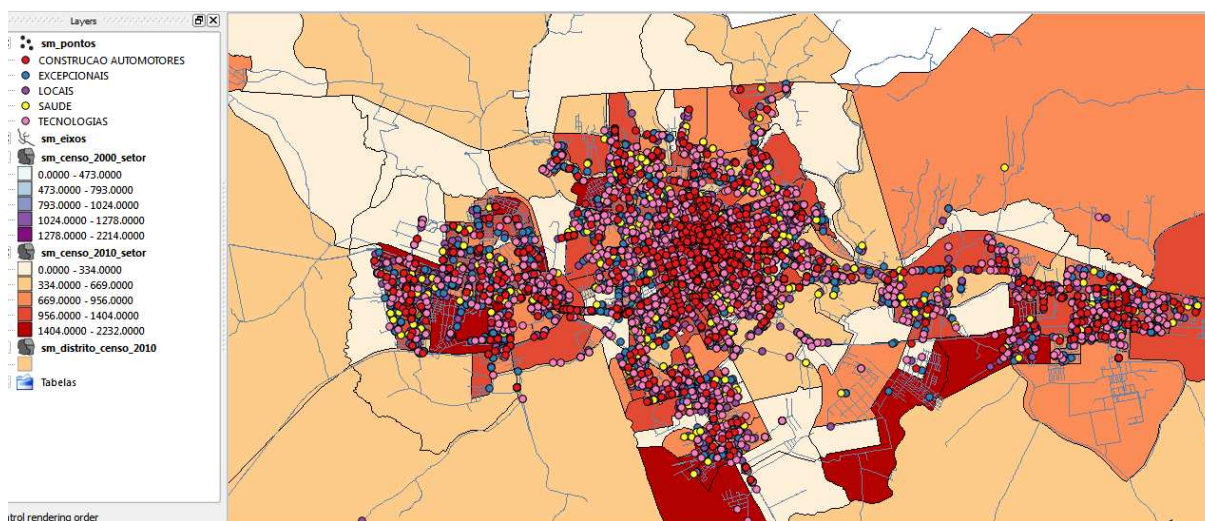 Layers
sm_pontos
CONSTRUCAO AUTOMOTORES
EXCEPCIONAIS
LOCAIS
SAUDE
TECNOLOGIAS
sm_eixos
sm_censo_2000_setor
0.0000 - 473.0000
473.0000 - 793.0000
793.0000 - 1024.0000
1024.0000 - 1278.0000
1278.0000 - 2214.0000
sm_censo_2010_setor
0.0000 - 334.0000
334.0000 - 669.0000
669.0000 - 956.0000
956.0000 - 1404.0000
1404.0000 - 2232.0000
sm_distrito_censo_2010
Tabelas
ntrol rendering order